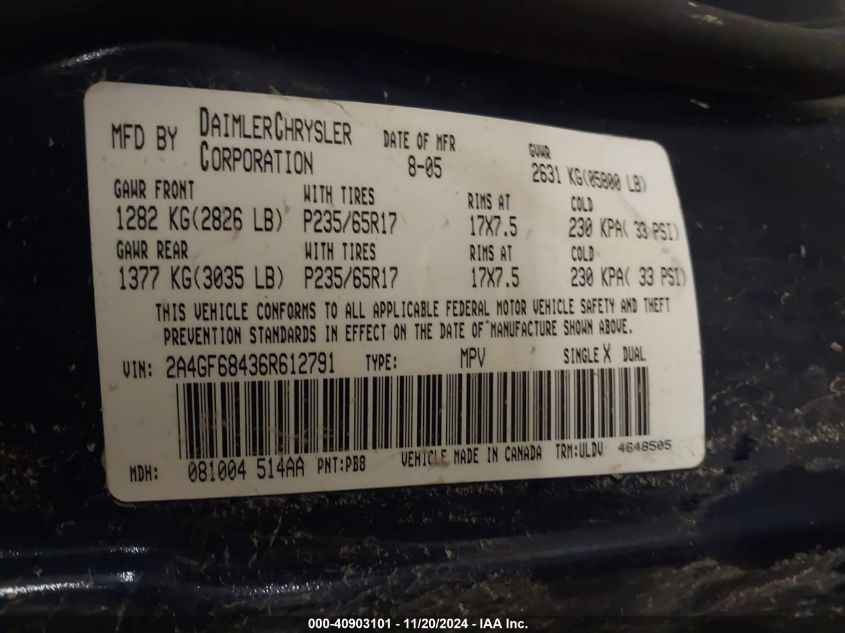 MFD BY DAIMLERCHRYSLER CORPORATION DATE OF MFR 8-05 GVWR 2631 KG(05800 LB)
GAWR FRONT WITH TIRES RIMS AT COLD
1282 KG(2826 LB) P235/65R17 17X7.5 230 KPA( 33 PSI)
GAWR REAR WITH TIRES RIMS AT COLD
1377 KG(3035 LB) P235/65R17 17X7.5 230 KPA( 33 PSI)
THIS VEHICLE CONFORMS TO ALL APPLICABLE FEDERAL MOTOR VEHICLE SAFETY AND THEFT
PREVENTION STANDARDS IN EFFECT ON THE DATE OF MANUFACTURE SHOWN ABOVE.
VIN: 2A4GF68436R612791 TYPE: MPV SINGLE X DUAL
MDH: 081004 514AA PNT:PB8 VEHICLE MADE IN CANADA TRM:ULDV 4648505
000-40903101 - 11/20/2024 - IAA Inc.